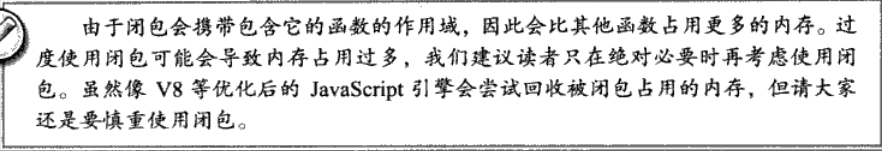 由于闭包会携带包含它的函数的作用域，因此会比其他函数占用更多的内存。过
度使用闭包可能会导致内存占用过多，我们建议读者只在绝对必要时再考虑使用闭
包。虽然像 V8 等优化后的 JavaScript 引擎会尝试回收被闭包占用的内存，但请大家
还是要慎重使用闭包。